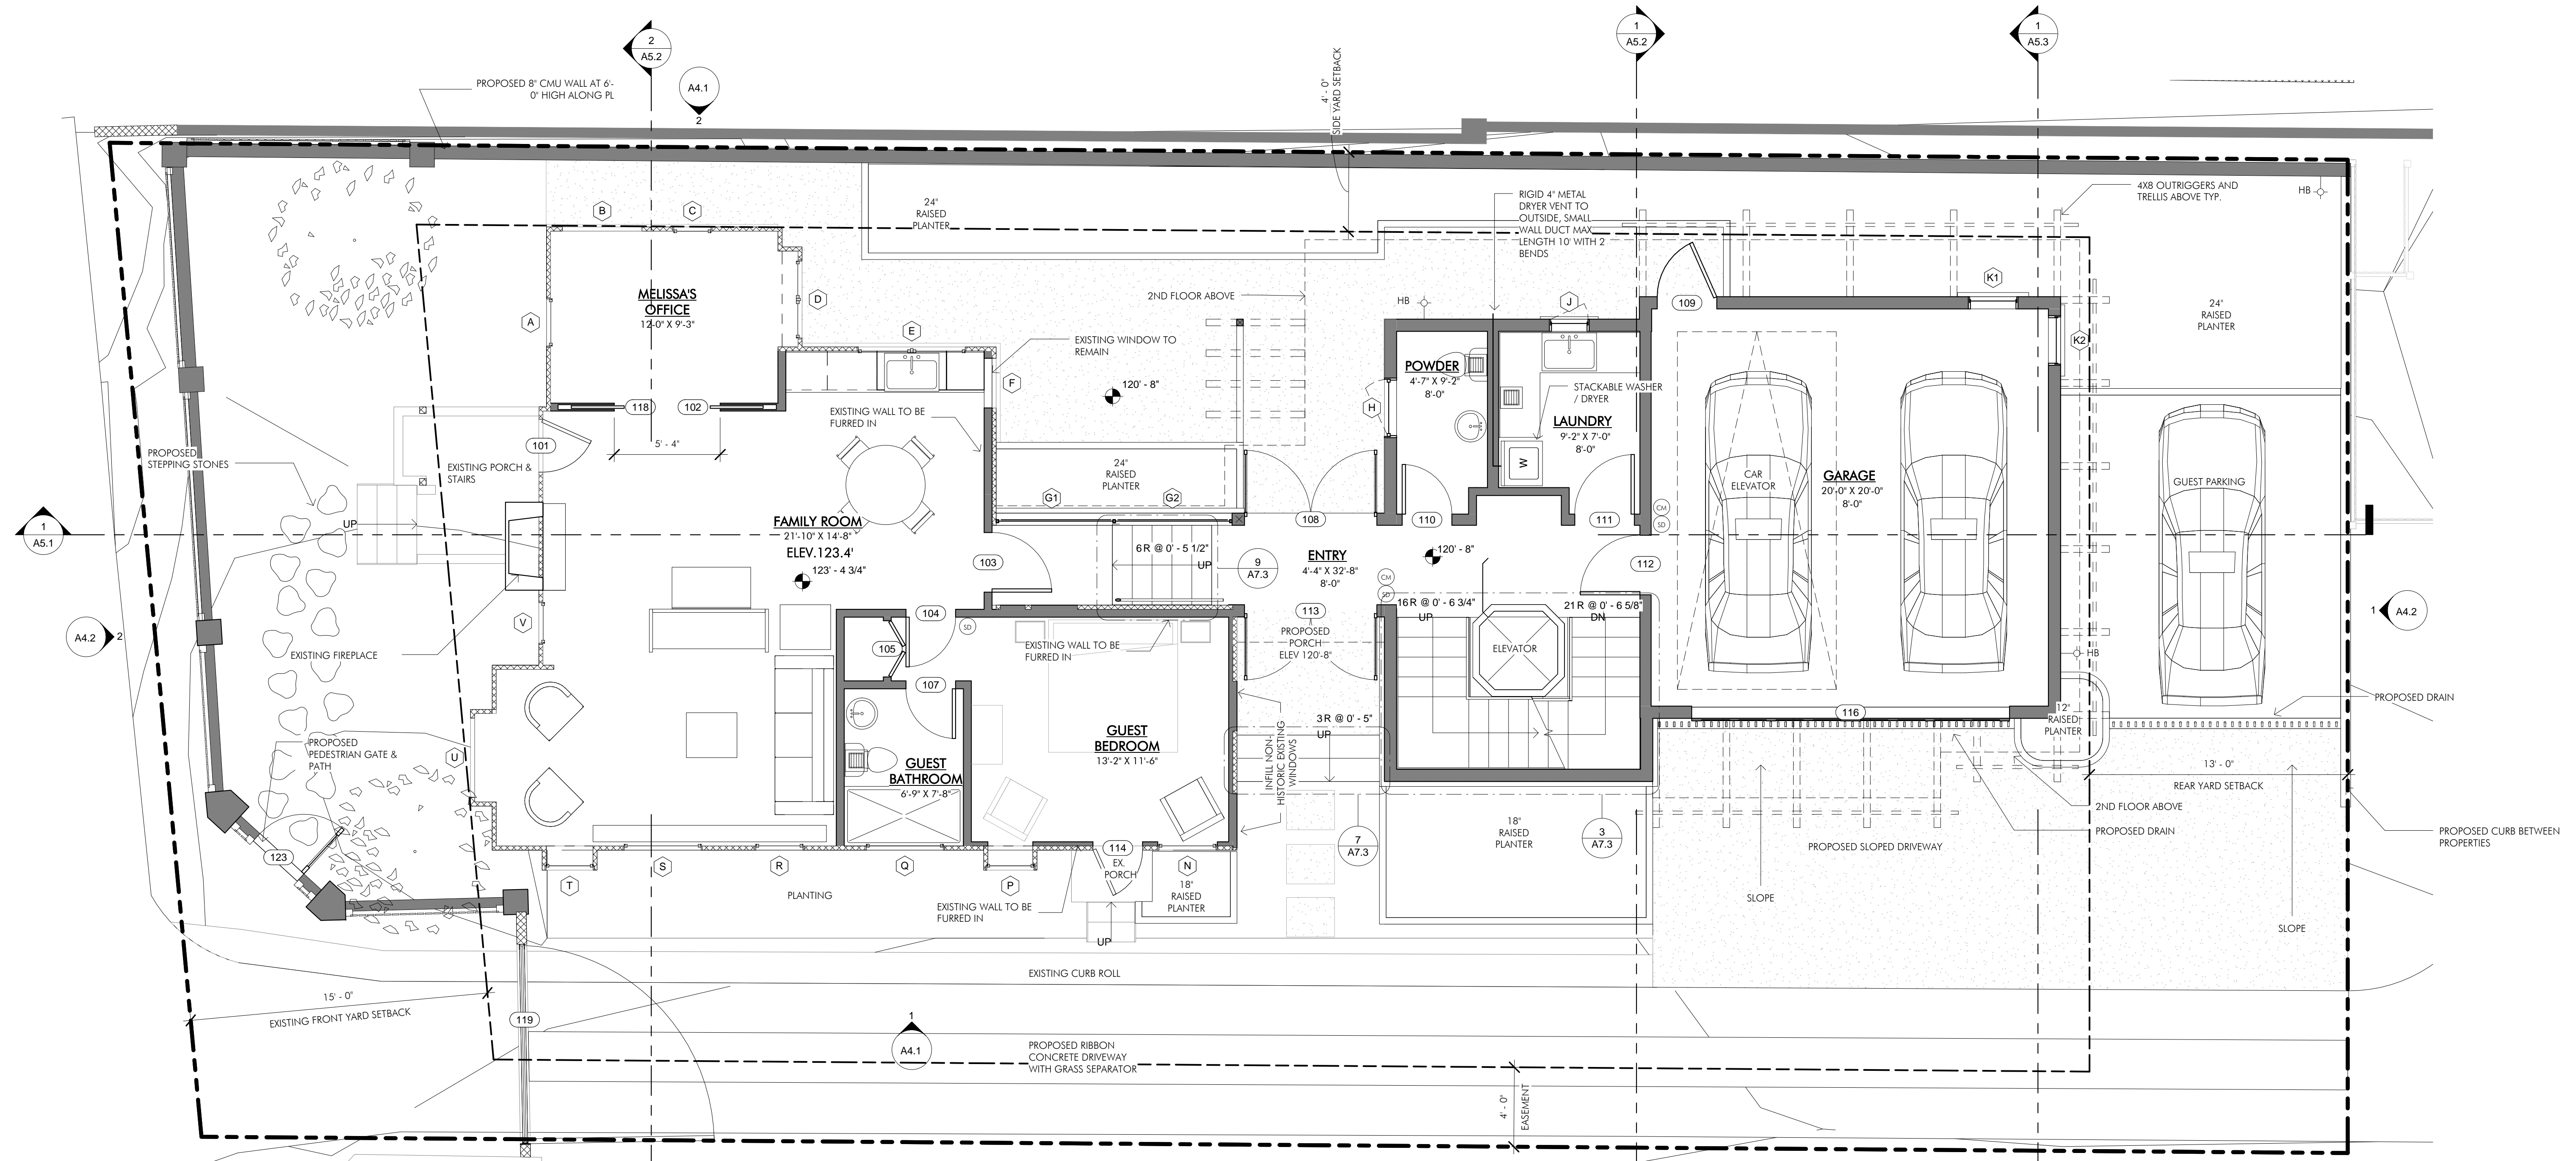 2
A5.2
A4.1
2
1
A5.2
1
A5.3
PROPOSED 8" CMU WALL AT 6'-
0" HIGH ALONG PL
4' - 0"
SIDE YARD SETBACK
24"
RAISED
PLANTER
RIGID 4" METAL
DRYER VENT TO
OUTSIDE, SMALL
WALL DUCT MAX
LENGTH 10' WITH 2
BENDS
4X8 OUTRIGGERS AND
TRELLIS ABOVE TYP.
HB
B
C
MELISSA'S
OFFICE
12-0" X 9'-3"
A
D
E
F
2ND FLOOR ABOVE
HB
J
109
K1
K2
24"
RAISED
PLANTER
EXISTING WINDOW TO
REMAIN
120' - 8"
POWDER
4'-7" X 9'-2"
8'-0"
H
STACKABLE WASHER
/ DRYER
LAUNDRY
9'-2" X 7'-0"
8'-0"
W
118
102
5' - 4"
101
EXISTING WALL TO BE
FURRED IN
PROPOSED
STEPPING STONES
EXISTING PORCH &
STAIRS
24"
RAISED
PLANTER
G1
G2
CAR
ELEVATOR
GARAGE
20'-0" X 20'-0"
8'-0"
GUEST PARKING
CM
SD
1
A5.1
UP
FAMILY ROOM
21'-10" X 14'-8"
ELEV.123.4'
123' - 4 3/4"
103
6R @ 0' - 5 1/2"
UP
9
A7.3
108
ENTRY
4'-4" X 32'-8"
8'-0"
110
120' - 8"
111
112
CM
SD
16R @ 0' - 6 3/4"
UP
21R @ 0' - 6 5/8"
DN
A4.2
2
V
EXISTING FIREPLACE
104
SD
105
107
EXISTING WALL TO BE
FURRED IN
113
PROPOSED
PORCH
ELEV 120'-8"
ELEVATOR
HB
1
A4.2
PROPOSED DRAIN
116
12"
RAISED
PLANTER
PROPOSED
PEDESTRIAN GATE &
PATH
U
GUEST
BATHROOM
6'-9" X 7'-8"
GUEST
BEDROOM
13'-2" X 11'-6"
INFILL NON-
HISTORIC EXISTING
WINDOWS
3R @ 0' - 5"
UP
13' - 0"
REAR YARD SETBACK
2ND FLOOR ABOVE
PROPOSED DRAIN
PROPOSED CURB BETWEEN
PROPERTIES
123
T
S
R
Q
P
114
EX.
PORCH
N
18"
RAISED
PLANTER
7
A7.3
18"
RAISED
PLANTER
3
A7.3
PROPOSED SLOPED DRIVEWAY
SLOPE
SLOPE
PLANTING
EXISTING WALL TO BE
FURRED IN
UP
EXISTING CURB ROLL
15' - 0"
EXISTING FRONT YARD SETBACK
119
1
A4.1
PROPOSED RIBBON
CONCRETE DRIVEWAY
WITH GRASS SEPARATOR
4' - 0"
EASEMENT